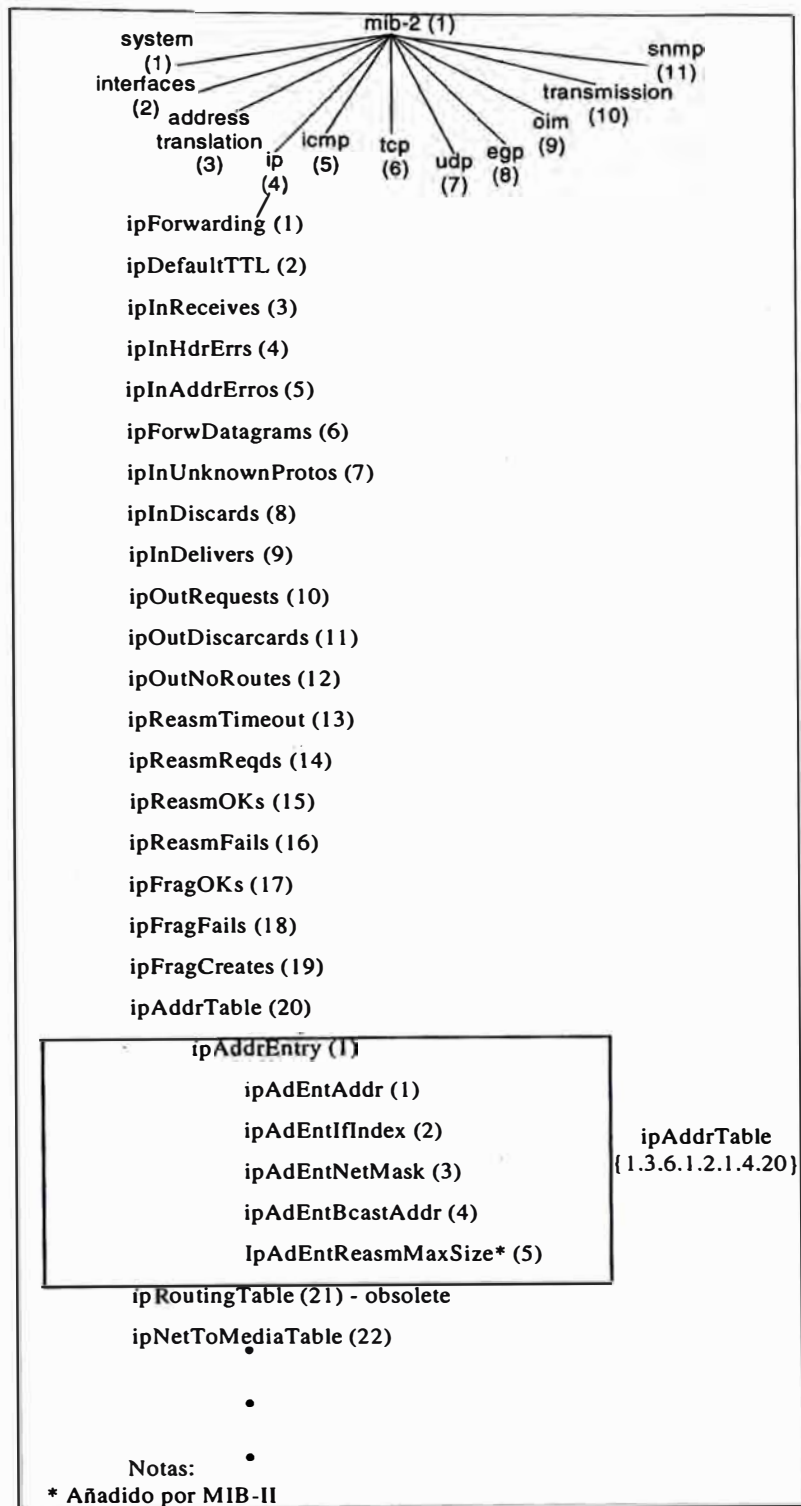 mib-2 (1)
system
(1)
interfaces
(2)
address
translation
(3)
ip
(4)
icmp
(5)
tcp
(6)
udp
(7)
egp
(8)
oim
(9)
transmission
(10)
snmp
(11)
ipForwarding (1)
ipDefaultTTL (2)
ipInReceives (3)
ipInHdrErrs (4)
ipInAddrErros (5)
ipForwDatagrams (6)
ipInUnknownProtos (7)
ipInDiscards (8)
ipInDelivers (9)
ipOutRequests (10)
ipOutDiscarcards (11)
ipOutNoRoutes (12)
ipReasmTimeout (13)
ipReasmReqds (14)
ipReasmOKs (15)
ipReasmFails (16)
ipFragOKs (17)
ipFragFails (18)
ipFragCreates (19)
ipAddrTable (20)
ipAddrEntry (1)
ipAdEntAddr (1)
ipAdEntIfIndex (2)
ipAdEntNetMask (3)
ipAdEntBcastAddr (4)
IpAdEntReasmMaxSize* (5)
ipAddrTable
{1.3.6.1.2.1.4.20}
ipRoutingTable (21) - obsolete
ipNetToMediaTable (22)
Notas:
* Añadido por MIB-II